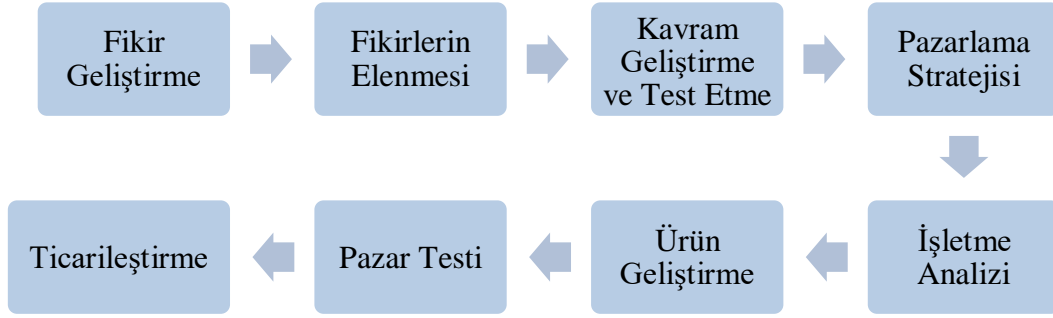 Fikir
Geliştirme
Fikirlerin
Elenmesi
Kavram
Geliştirme
ve Test Etme
Pazarlama
Stratejisi
İşletme
Analizi
Ürün
Geliştirme
Pazar Testi
Ticarileştirme